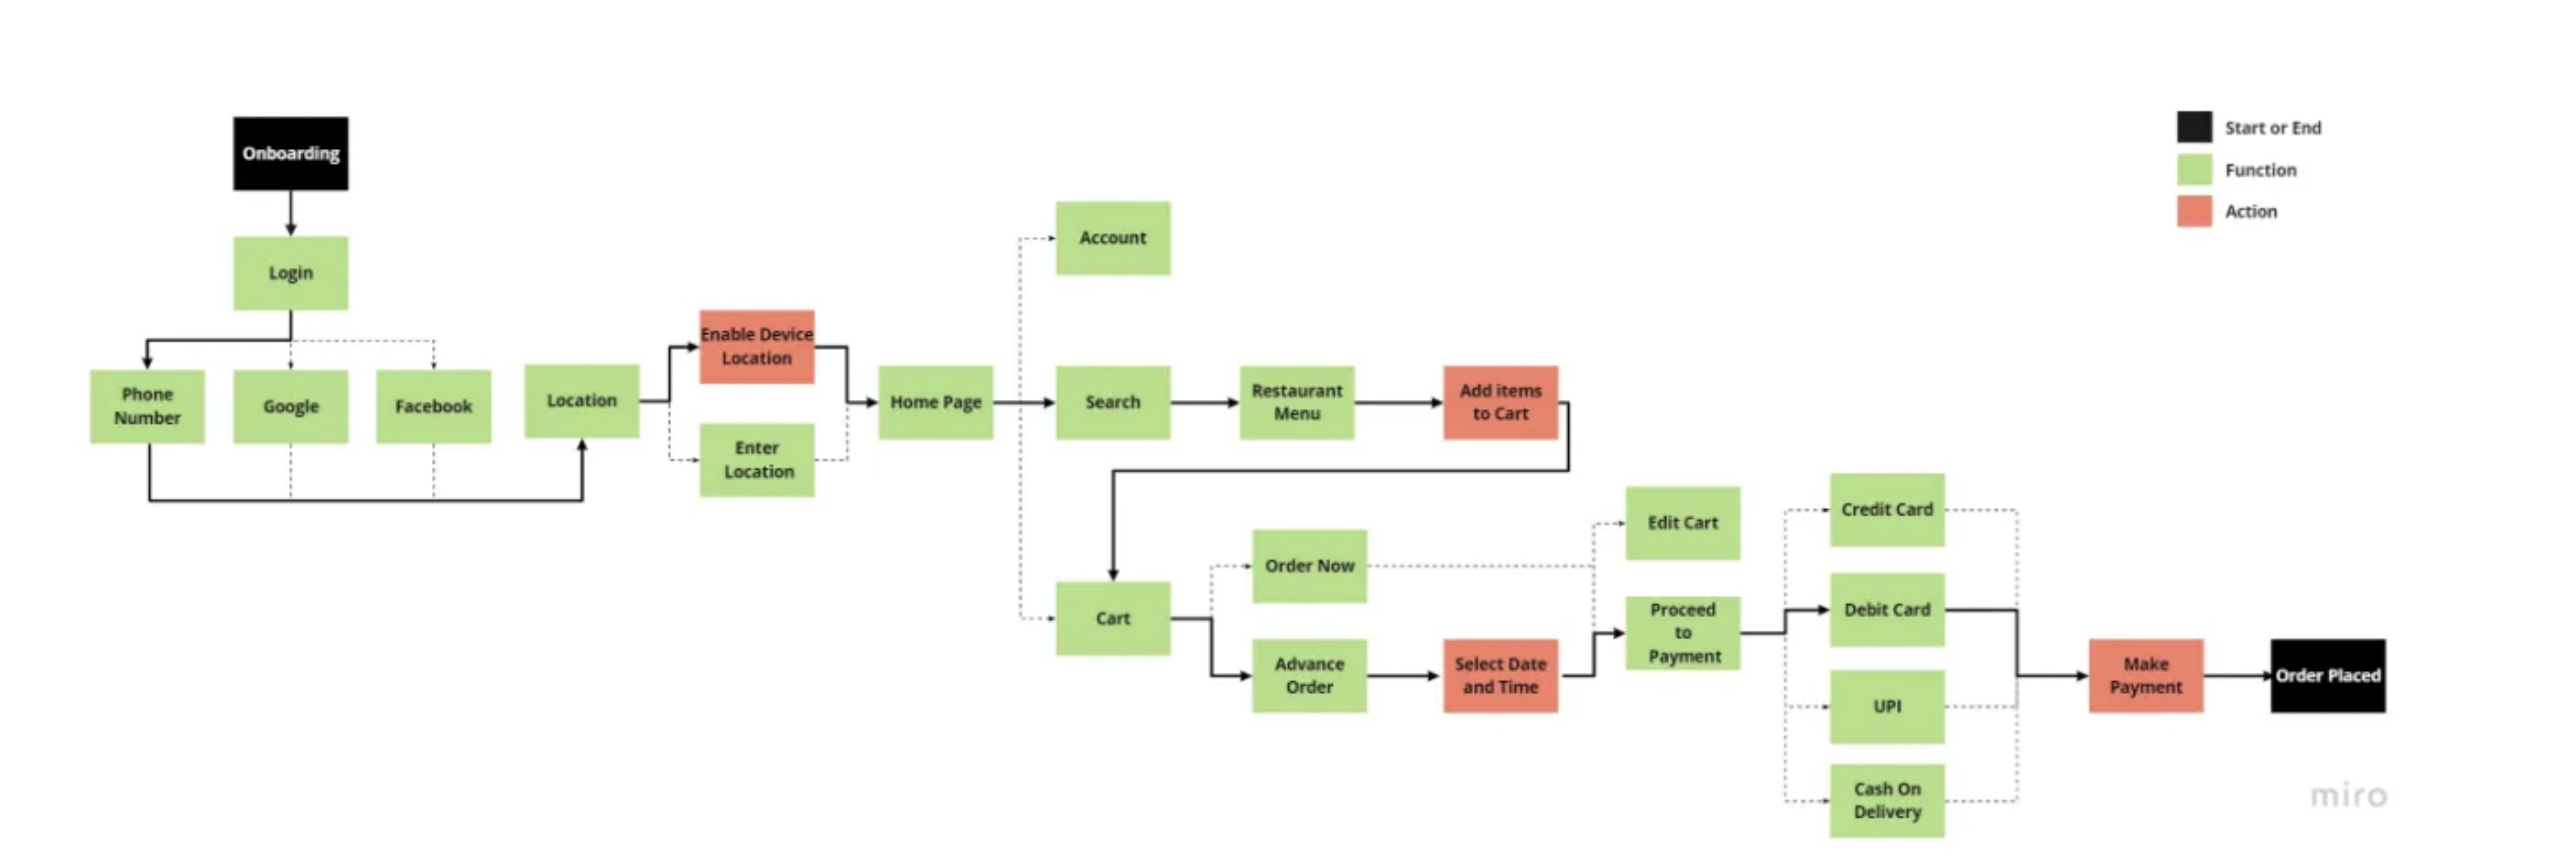 Onboarding
Login
Phone
Number
Google
Facebook
Location
Enable Device
Location
Enter
Location
Home Page
Account
Search
Restaurant
Menu
Add items
to Cart
Cart
Order Now
Advance
Order
Select Date
and Time
Edit Cart
Proceed
to
Payment
Credit Card
Debit Card
UPI
Cash On
Delivery
Make
Payment
Order Placed
Start or End
Function
Action
miro